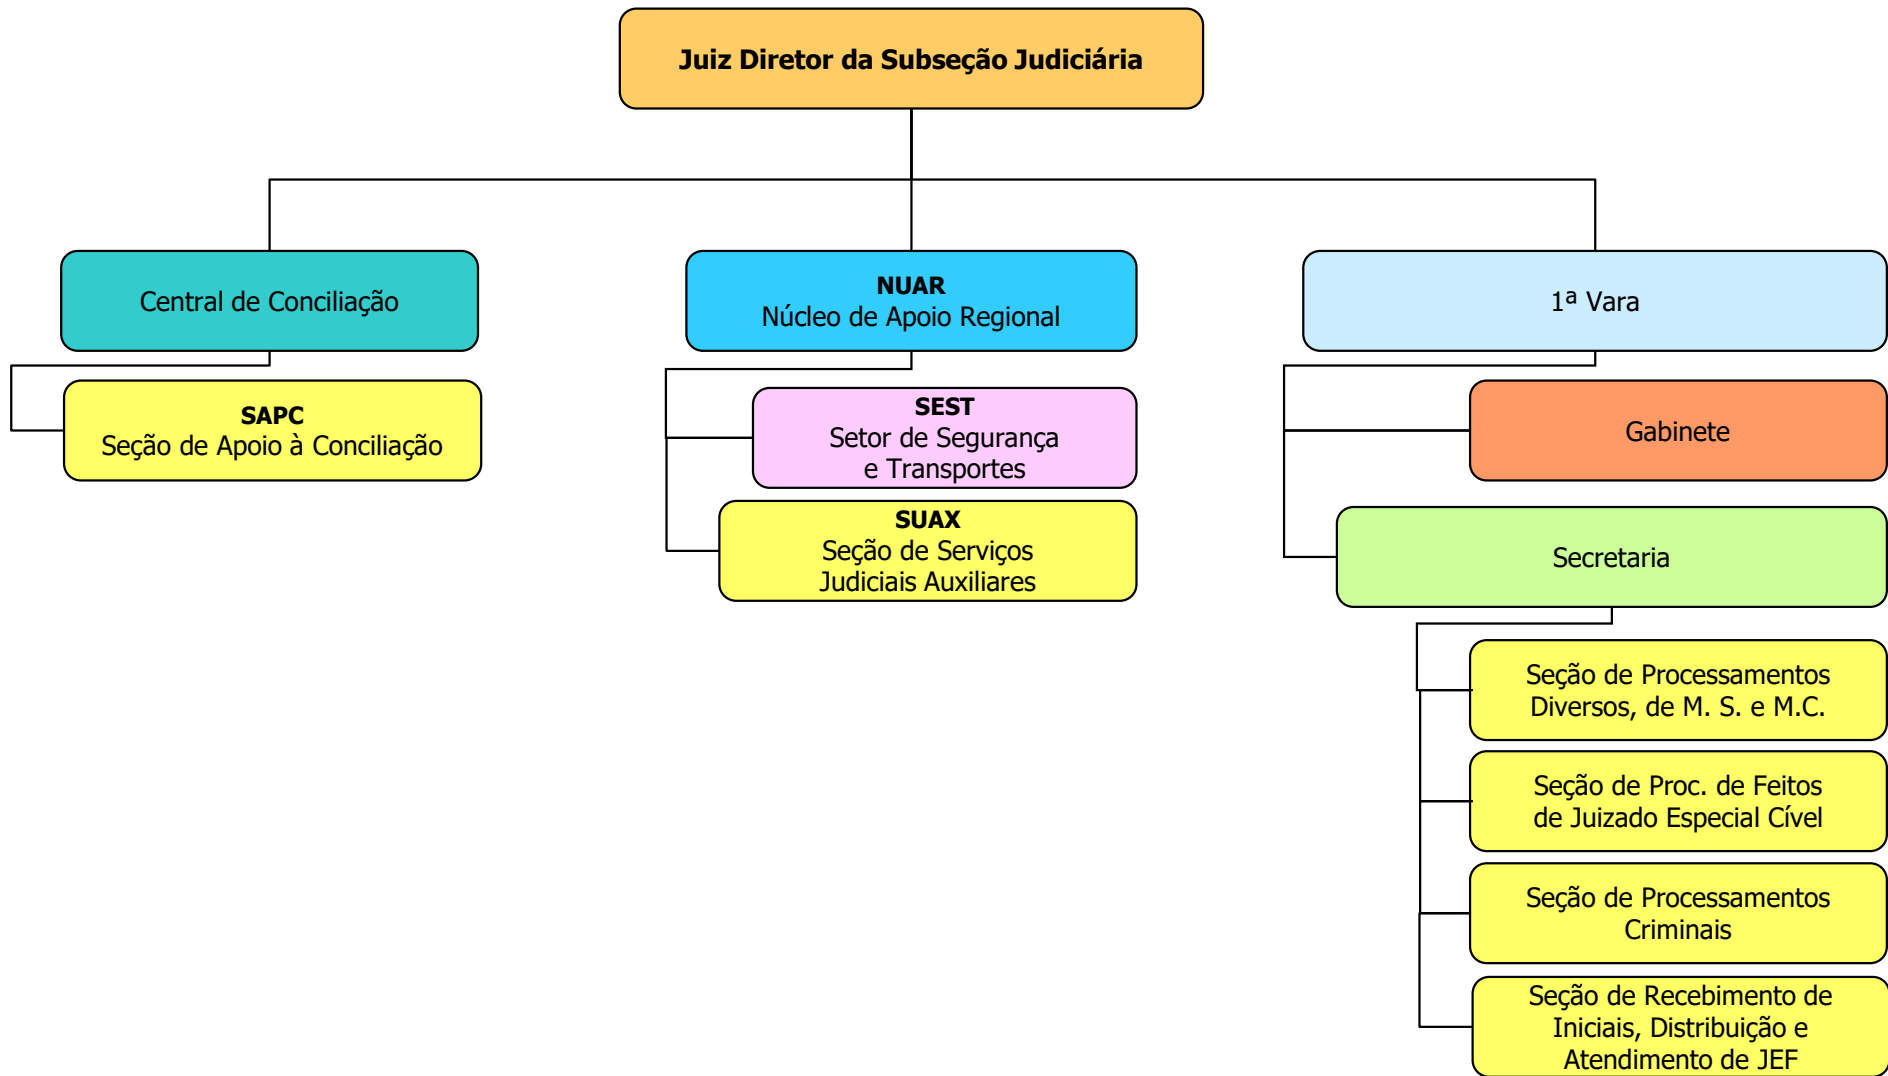 Juiz Diretor da Subseção Judiciária
Central de Conciliação
SAPC
Seção de Apoio à Conciliação
NUAR
Núcleo de Apoio Regional
SEST
Setor de Segurança
e Transportes
SUAX
Seção de Serviços
Judiciais Auxiliares
1ª Vara
Gabinete
Secretaria
Seção de Processamentos
Diversos, de M. S. e M.C.
Seção de Proc. de Feitos
de Juizado Especial Cível
Seção de Processamentos
Criminais
Seção de Recebimento de
Iniciais, Distribuição e
Atendimento de JEF